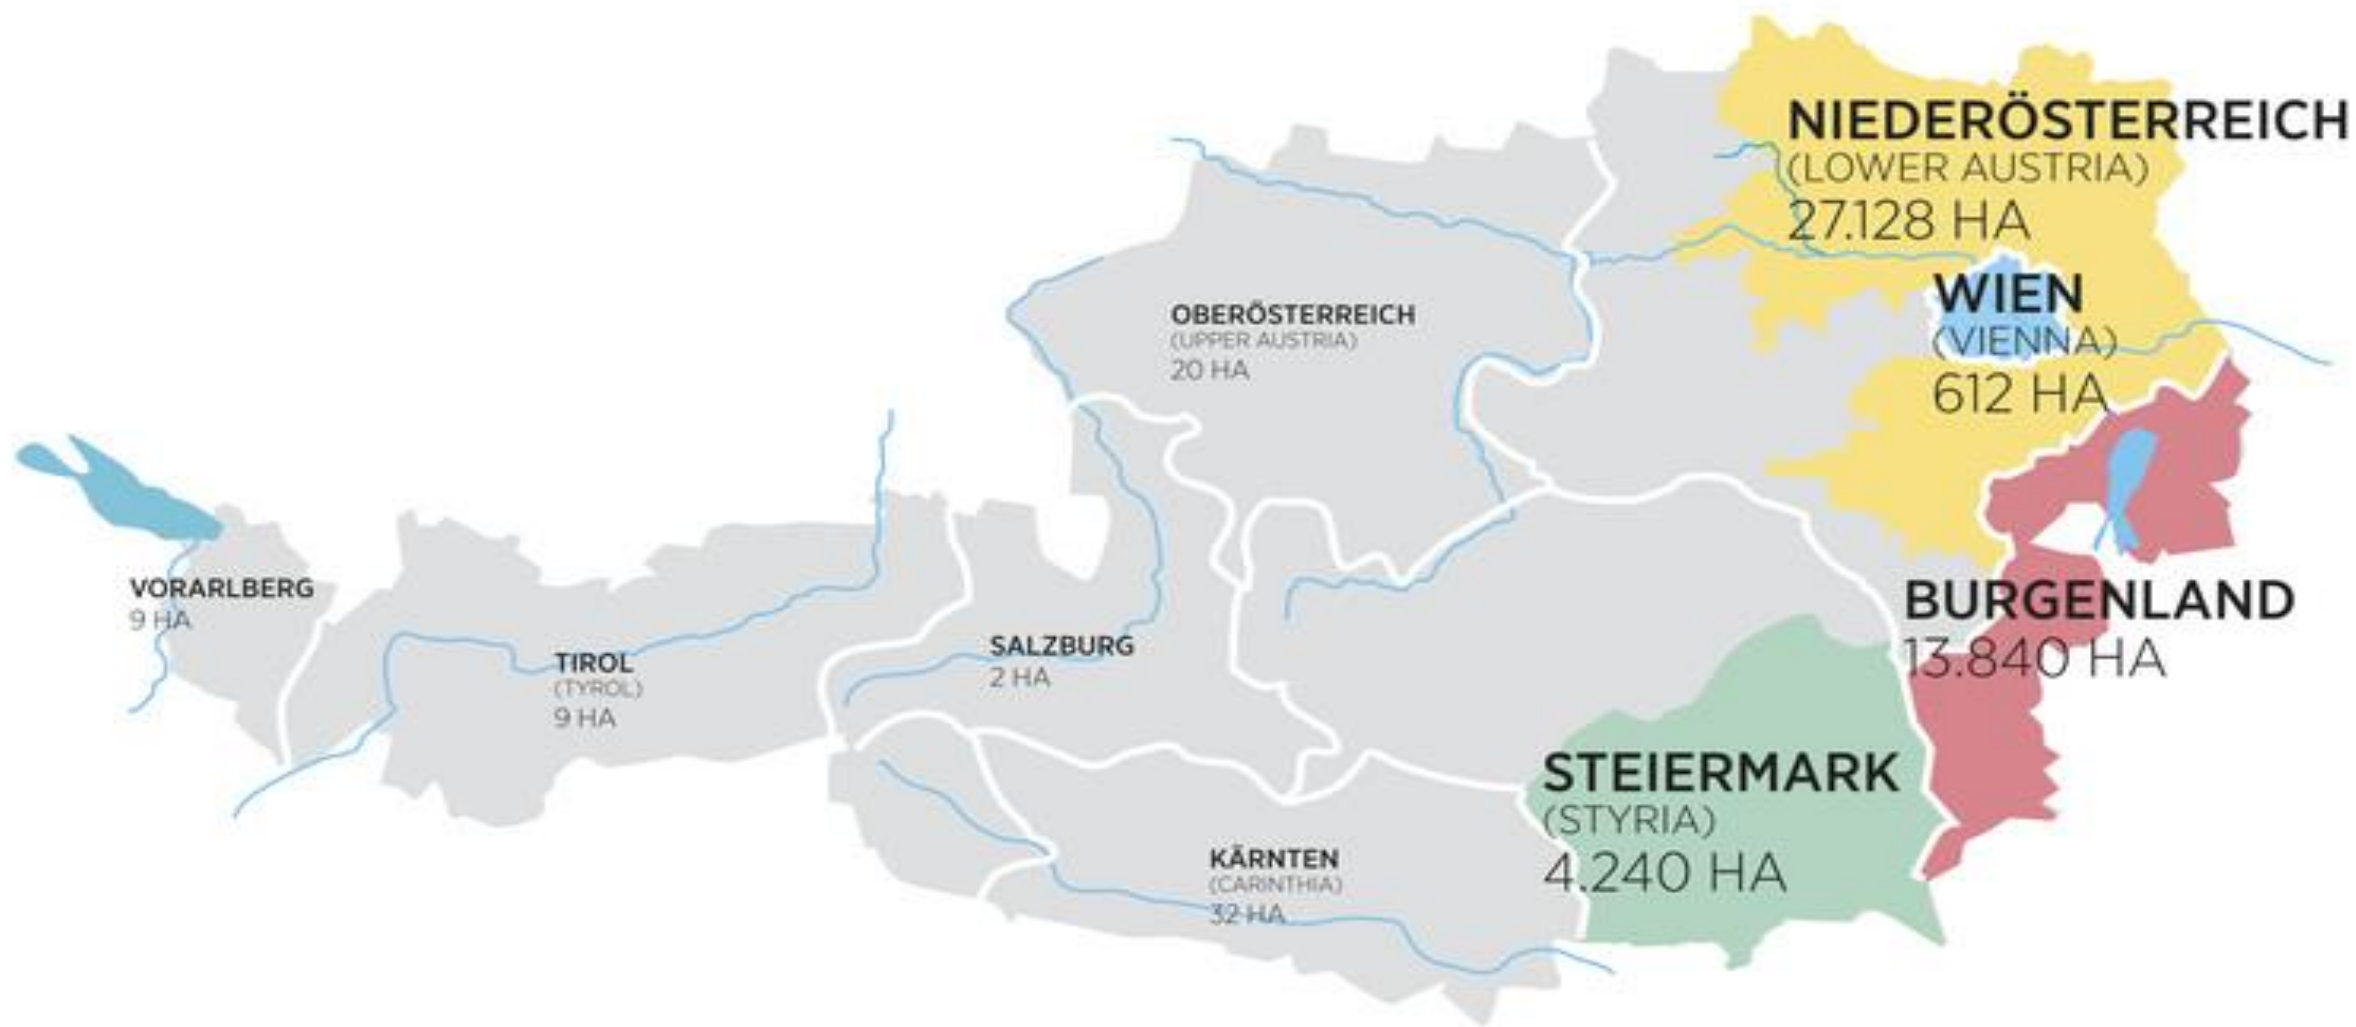 NIEDERÖSTERREICH
(LOWER AUSTRIA)
27.128 HA
WIEN
(VIENNA)
612 HA
OBERÖSTERREICH
(UPPER AUSTRIA)
20 HA
VORARLBERG
9 HA
TIROL
(TYROL)
9 HA
SALZBURG
2 HA
BURGENLAND
13.840 HA
STEIERMARK
(STYRIA)
4.240 HA
KÄRNTEN
(CARINTHIA)
32 HA